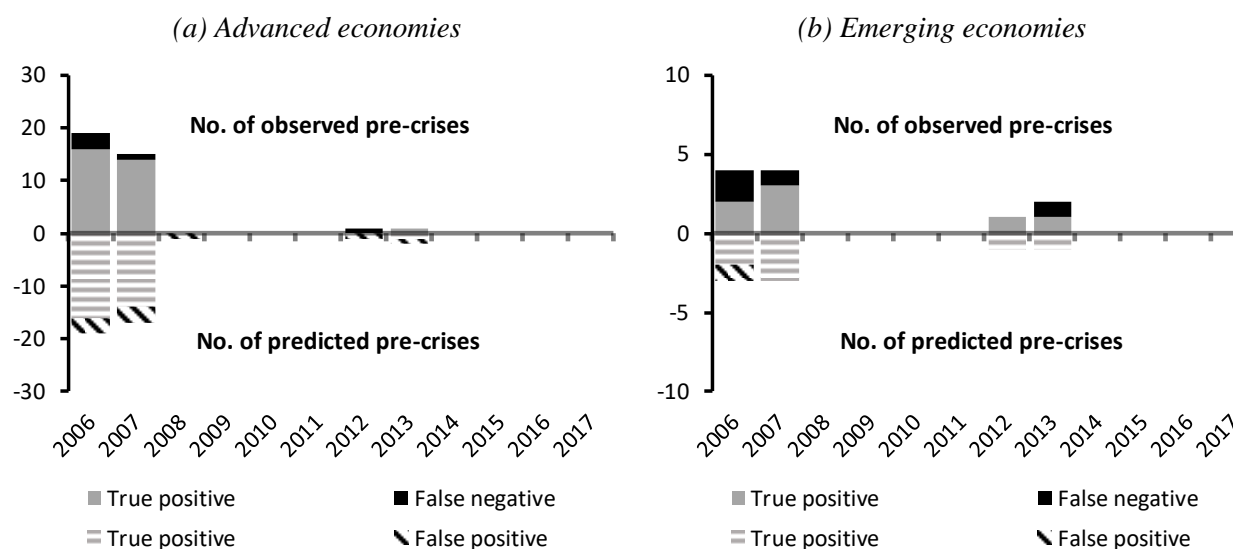 (a) Advanced economies
30
20
10
0
-10
-20
-30
No. of observed pre-crises
No. of predicted pre-crises
2006
2007
2008
2009
2010
2011
2012
2013
2014
2015
2016
2017
True positive
False negative
True positive
False positive
(b) Emerging economies
10
5
0
-5
-10
No. of observed pre-crises
No. of predicted pre-crises
2006
2007
2008
2009
2010
2011
2012
2013
2014
2015
2016
2017
True positive
False negative
True positive
False positive